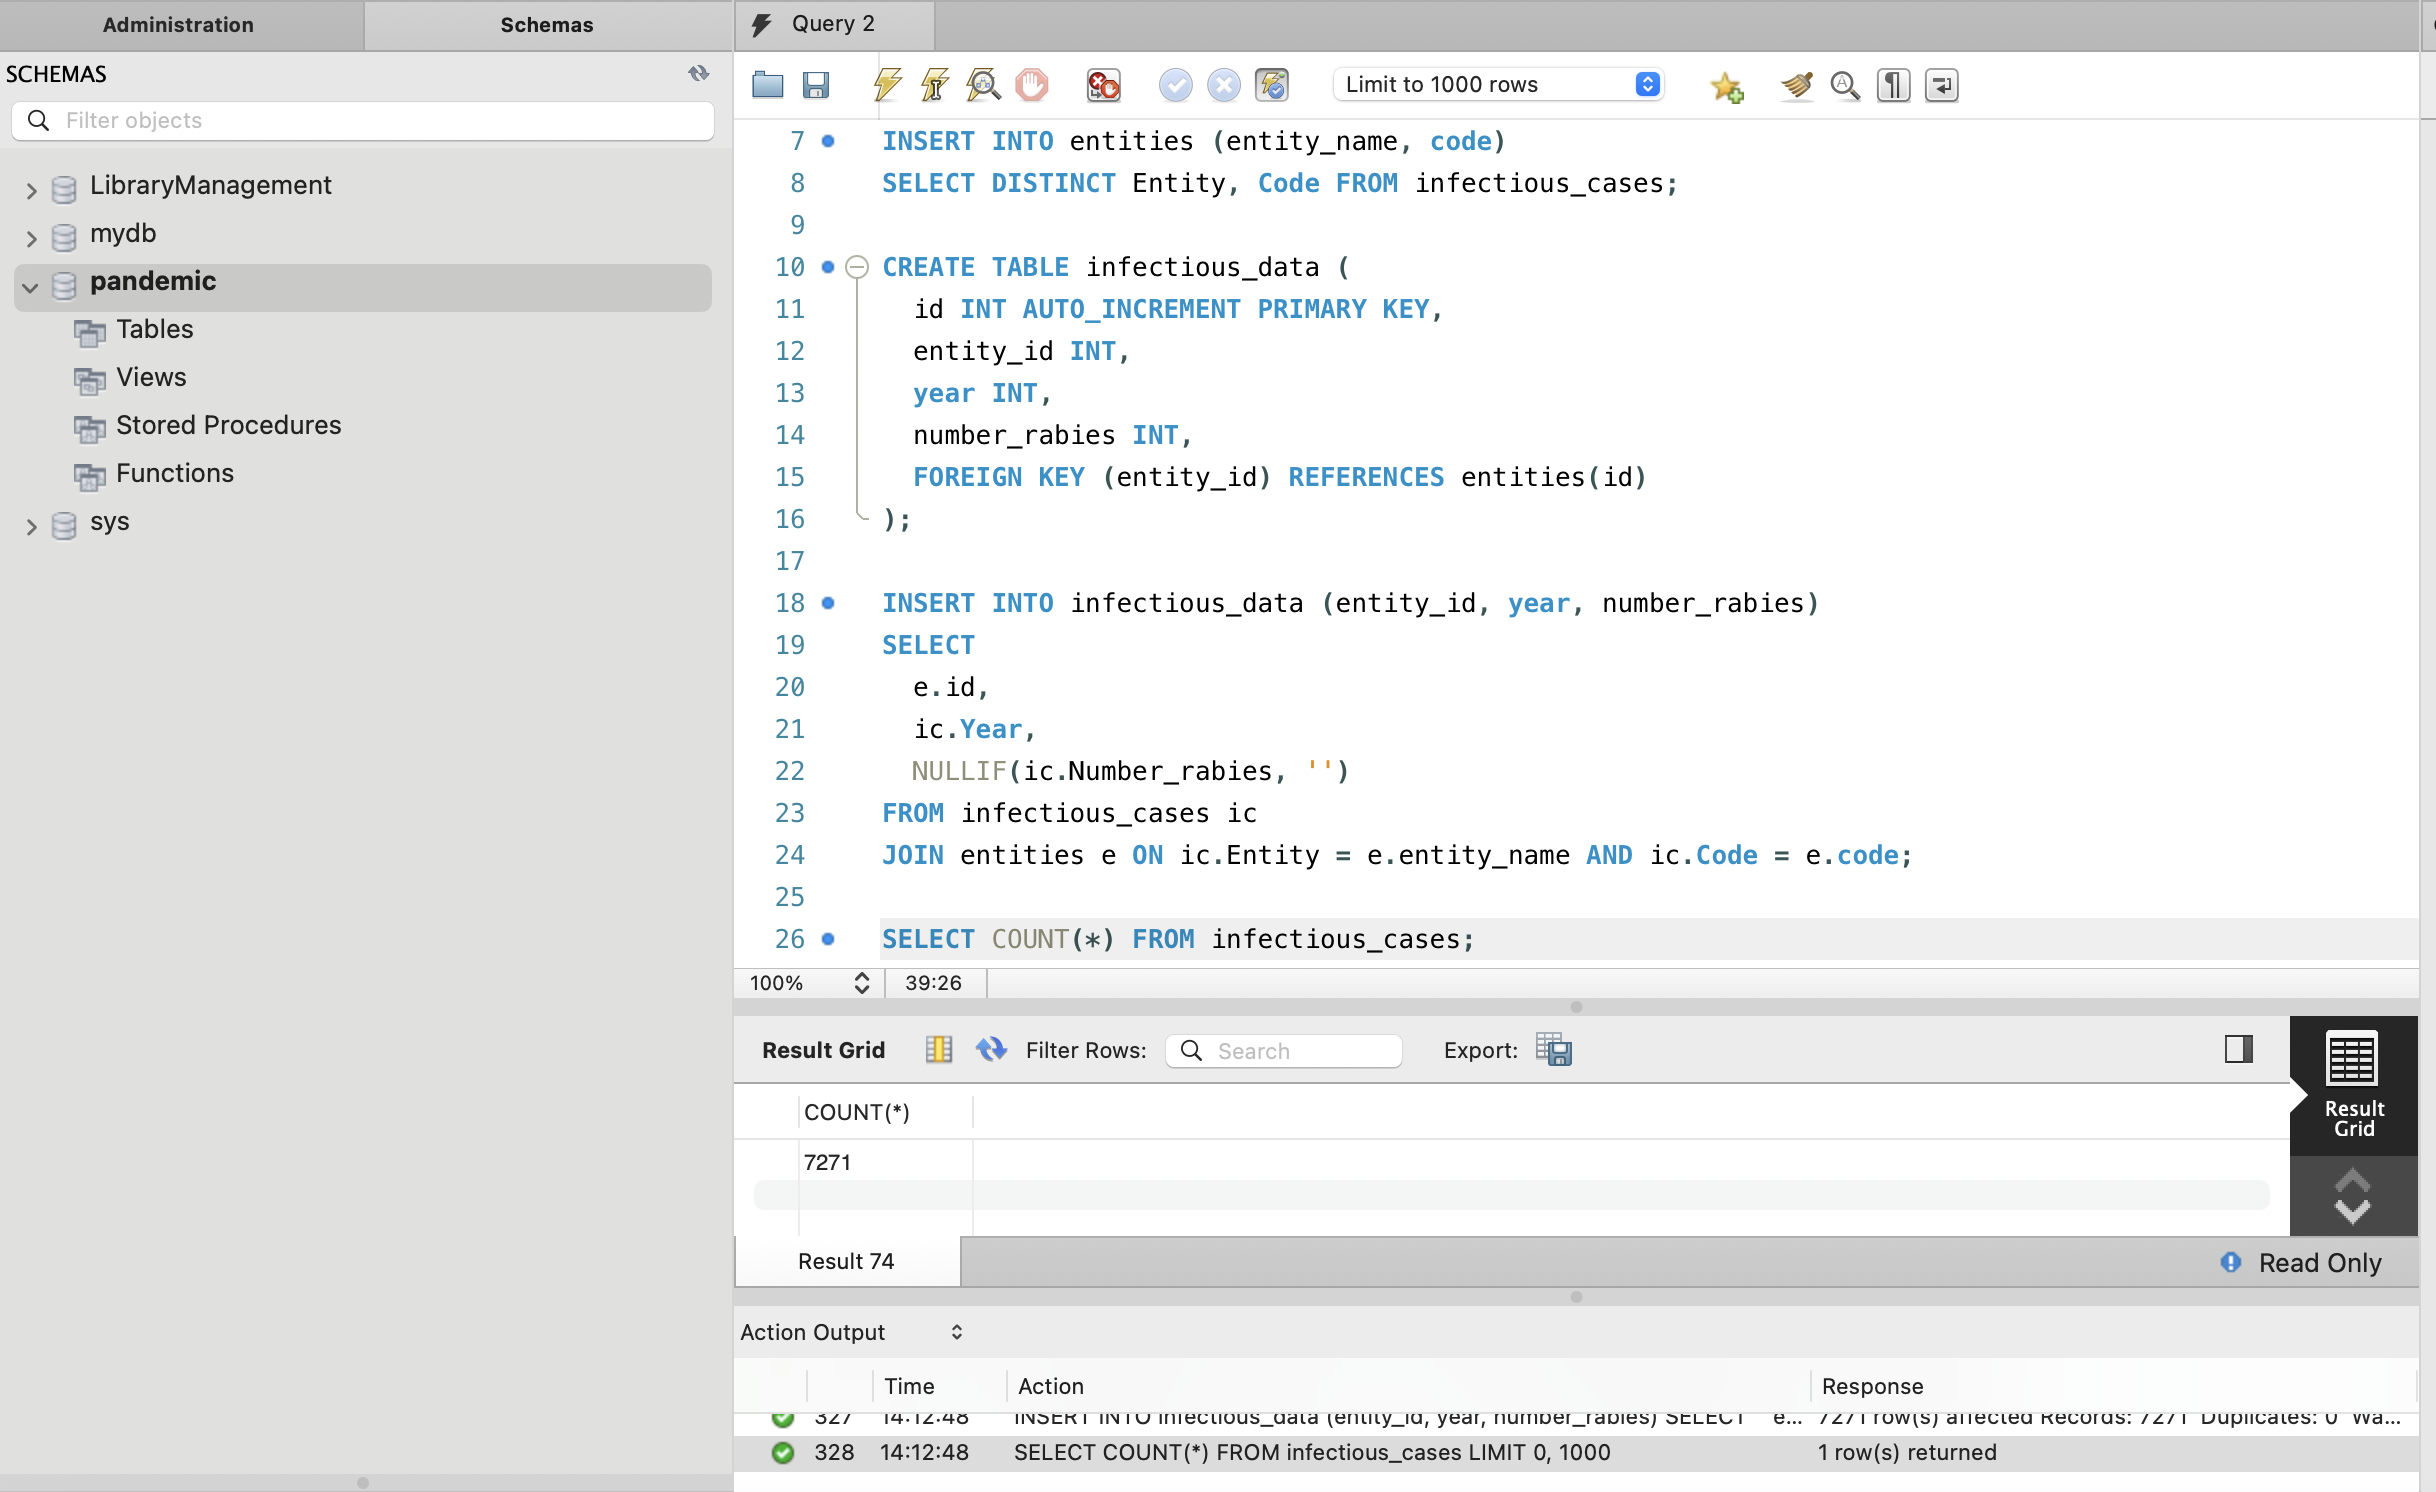 Administration
Schemas
SCHEMAS
Filter objects
LibraryManagement
mydb
pandemic
Tables
Views
Stored Procedures
Functions
sys
Query 2
Limit to 1000 rows
7 INSERT INTO entities (entity_name, code)
8 SELECT DISTINCT Entity, Code FROM infectious_cases;
9
10 CREATE TABLE infectious_data (
11 id INT AUTO_INCREMENT PRIMARY KEY,
12 entity_id INT,
13 year INT,
14 number_rabies INT,
15 FOREIGN KEY (entity_id) REFERENCES entities(id)
16 );
17
18 INSERT INTO infectious_data (entity_id, year, number_rabies)
19 SELECT
20 e.id,
21 ic.Year,
22 NULLIF(ic.Number_rabies, '')
23 FROM infectious_cases ic
24 JOIN entities e ON ic.Entity = e.entity_name AND ic.Code = e.code;
25
26 SELECT COUNT(*) FROM infectious_cases;
100% 39:26
Result Grid Filter Rows: Search Export:
COUNT(*)
7271
Result
Grid
Result 74
Read Only
Action Output
Time Action Response
327 14:12:48 INSERT INTO infectious_data (entity_id, year, number_rabies) SELECT e... 7271 row(s) affected Records: 7271 Duplicates: 0 Wa...
328 14:12:48 SELECT COUNT(*) FROM infectious_cases LIMIT 0, 1000 1 row(s) returned